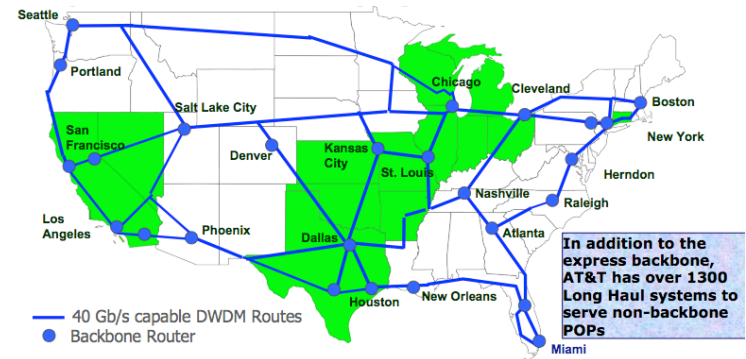 Seattle
Portland
Chicago
Cleveland
Boston
Salt Lake City
San
Francisco
New York
Denver
Kansas
City
St. Louis
Herndon
Nashville
Raleigh
Los
Angeles
Phoenix
Dallas
Atlanta
In addition to the
express backbone,
AT&T has over 1300
Long Haul systems to
serve non-backbone
POPs
Houston
New Orleans
40 Gb/s capable DWDM Routes
Backbone Router
Miami